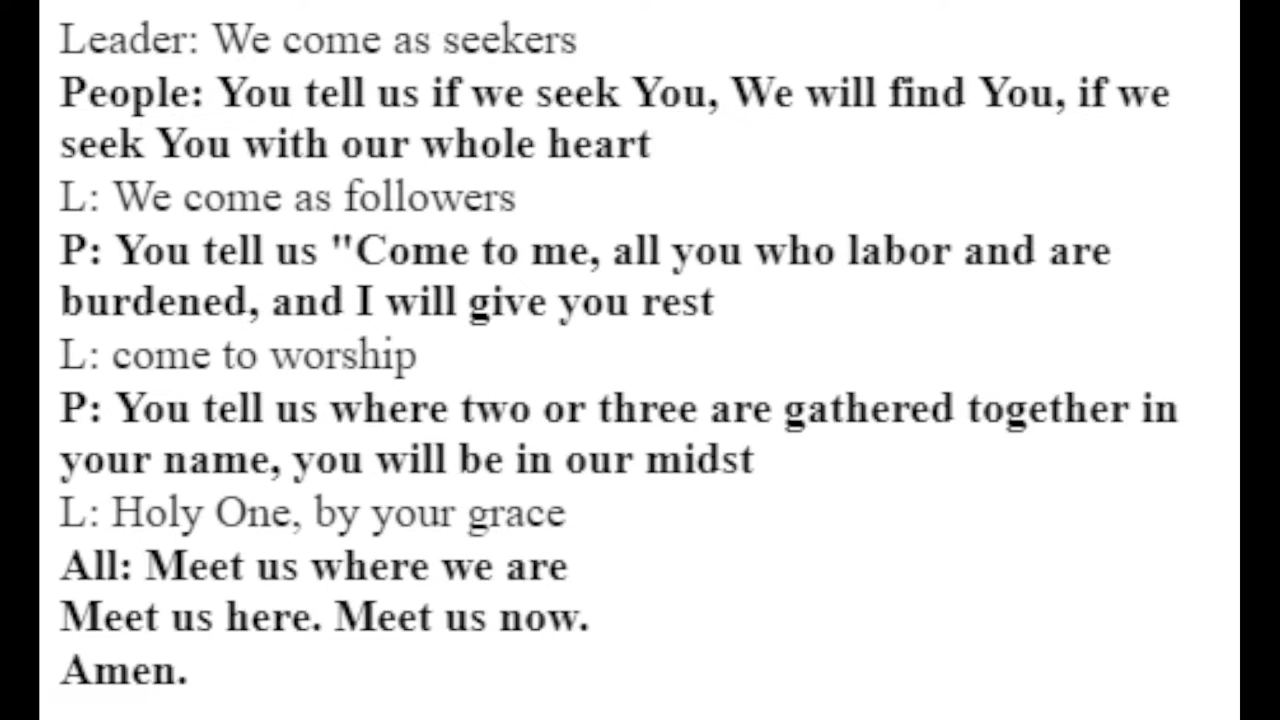 Leader: We come as seekers
People: You tell us if we seek You, We will find You, if we
seek You with our whole heart
L: We come as followers
P: You tell us "Come to me, all you who labor and are
burdened, and I will give you rest
L: come to worship
P: You tell us where two or three are gathered together in
your name, you will be in our midst
L: Holy One, by your grace
All: Meet us where we are
Meet us here. Meet us now.
Amen.